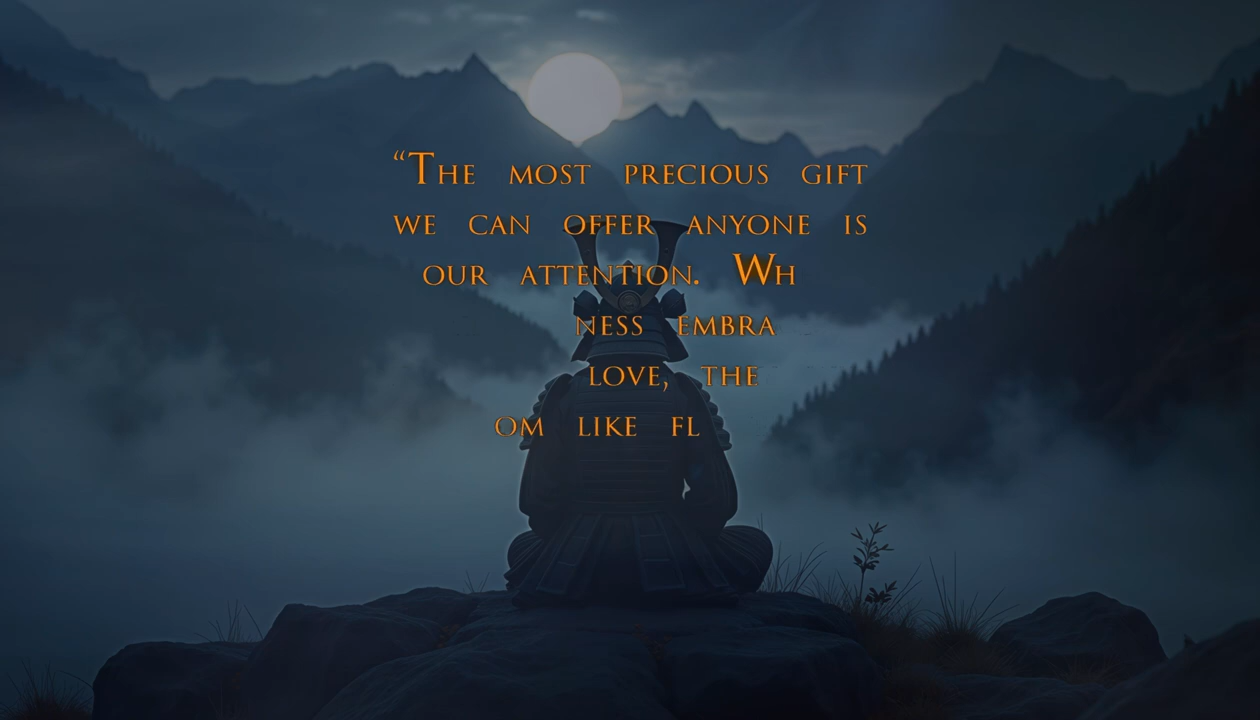 “The most precious gift
we can offer anyone is
our attention. Wh
ness embra
love, the
om like fl